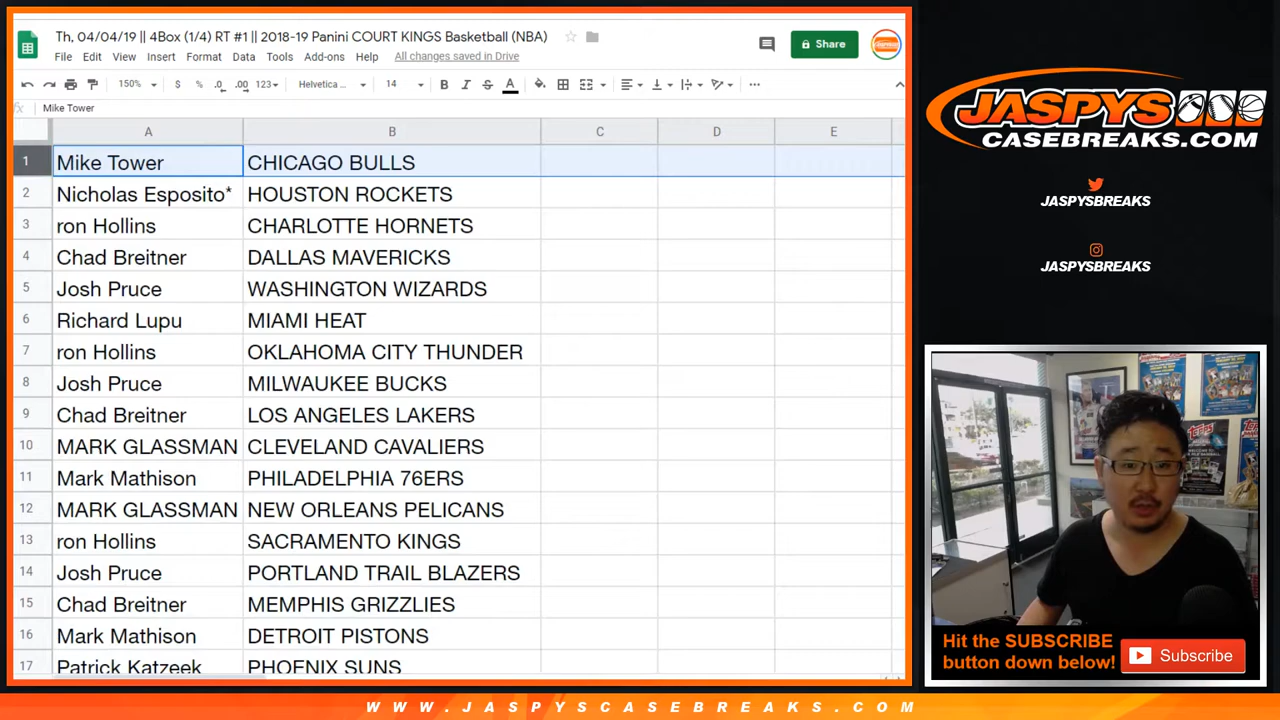 Th, 04/04/19 || 4Box (1/4) RT #1 || 2018-19 Panini COURT KINGS Basketball (NBA)
File Edit View Insert Format Data Tools Add-ons Help All changes saved in Drive
Share
150% $ % .0 .00 123 Helvetica... 14 B I S A
fx Mike Tower
A B C D E
1 Mike Tower CHICAGO BULLS
2 Nicholas Esposito* HOUSTON ROCKETS
3 ron Hollins CHARLOTTE HORNETS
4 Chad Breitner DALLAS MAVERICKS
5 Josh Pruce WASHINGTON WIZARDS
6 Richard Lupu MIAMI HEAT
7 ron Hollins OKLAHOMA CITY THUNDER
8 Josh Pruce MILWAUKEE BUCKS
9 Chad Breitner LOS ANGELES LAKERS
10 MARK GLASSMAN CLEVELAND CAVALIERS
11 Mark Mathison PHILADELPHIA 76ERS
12 MARK GLASSMAN NEW ORLEANS PELICANS
13 ron Hollins SACRAMENTO KINGS
14 Josh Pruce PORTLAND TRAIL BLAZERS
15 Chad Breitner MEMPHIS GRIZZLIES
16 Mark Mathison DETROIT PISTONS
17 Patrick Katzeek PHOENIX SUNS
JASPYS
CASEBREAKS.COM
JASPYSBREAKS
JASPYSBREAKS
TOPPS
Hit the SUBSCRIBE
button down below!
Subscribe
WWW.JASPYSCASEBREAKS.COM